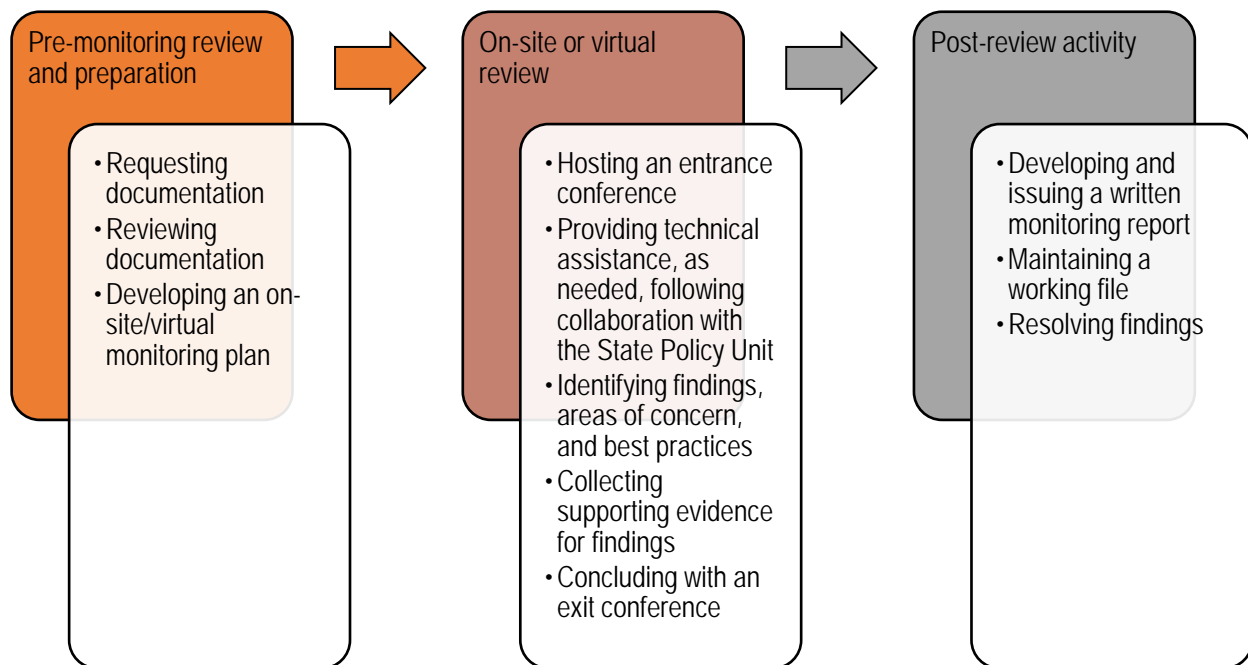 Pre-monitoring review
and preparation
• Requesting
documentation
• Reviewing
documentation
• Developing an on-
site/virtual
monitoring plan
On-site or virtual
review
• Hosting an entrance
conference
• Providing technical
assistance, as
needed, following
collaboration with
the State Policy Unit
• Identifying findings,
areas of concern,
and best practices
• Collecting
supporting evidence
for findings
• Concluding with an
exit conference
Post-review activity
• Developing and
issuing a written
monitoring report
• Maintaining a
working file
• Resolving findings